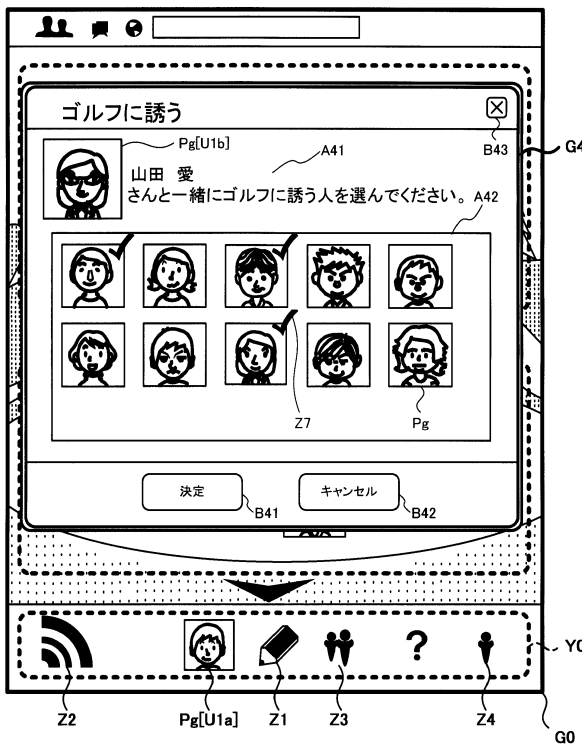 ゴルフに誘う
B43
G4
Pg[U1b]
A41
山田 愛
さんと一緒にゴルフに誘う人を選んでください。
A42
Z7
Pg
決定
キャンセル
B41
B42
?
Y0
Z2
Pg[U1a]
Z1
Z3
Z4
G0